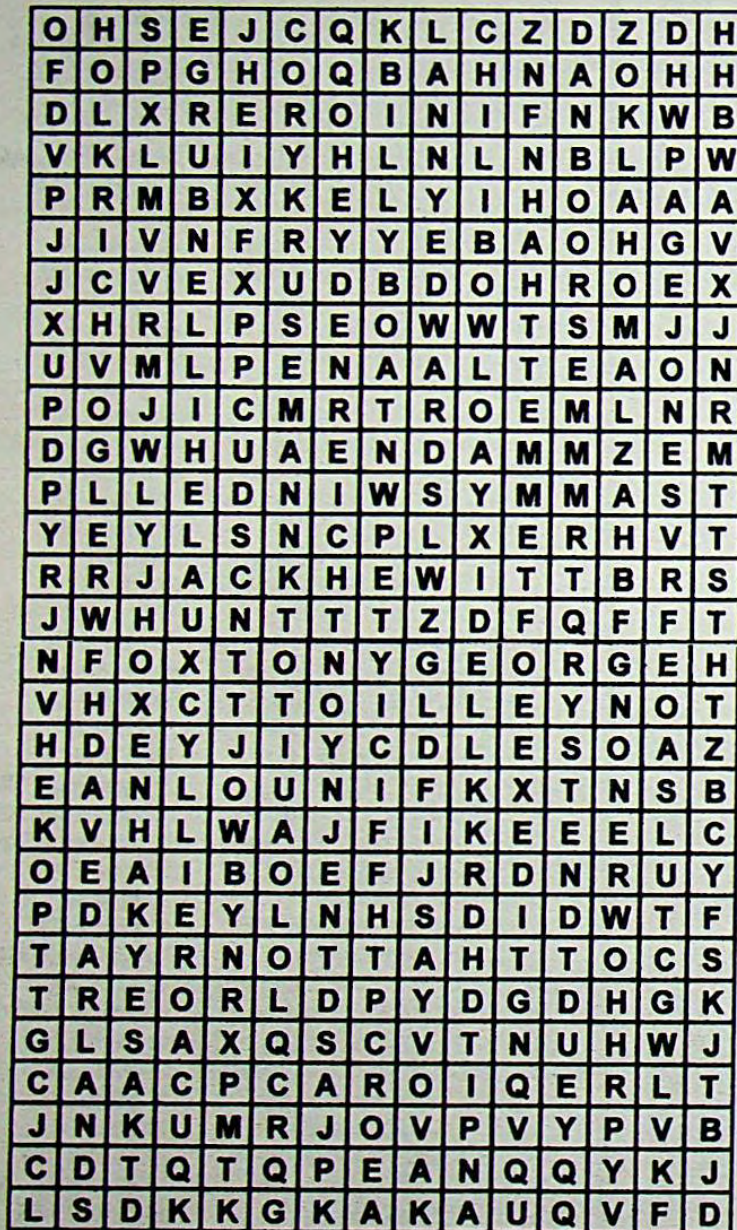 O H S E J C Q K L C Z D Z D H
F O P G H O Q B A H N A O H H
D L X R E R O I N I F N K W B
V K L U I Y H L N L N B L P W
P R M B X K E L Y I H O A A A
J I V N F R Y Y E B A O H G V
J C V E X U D B D O H R O E X
X H R L P S E O W W T S M J J
U V M L P E N A A L T E A O N
P O J I C M R T R O E M L N R
D G W H U A E N D A M M Z E M
P L L E D N I W S Y M M A S T
Y E Y L S N C P L X E R H V T
R R J A C K H E W I T T B R S
J W H U N T T T Z D F Q F F T
N F O X T O N Y G E O R G E H
V H X C T T O I L L E Y N O T
H D E Y J I Y C D L E S O A Z
E A N L O U N I F K X T N S B
K V H L W A J F I K E E E L C
O E A I B O E F J R D N R U Y
P D K E Y L N H S D I D W T F
T A Y R N O T T A H T T O C S
T R E O R L D P Y D G D H G K
G L S A X Q S C V T N U H W J
C A A C P C A R O I Q E R L T
J N K U M R J O V P V Y P V B
C D T Q T Q P E A N Q Q Y K J
L S D K K G K A K A U Q V F D